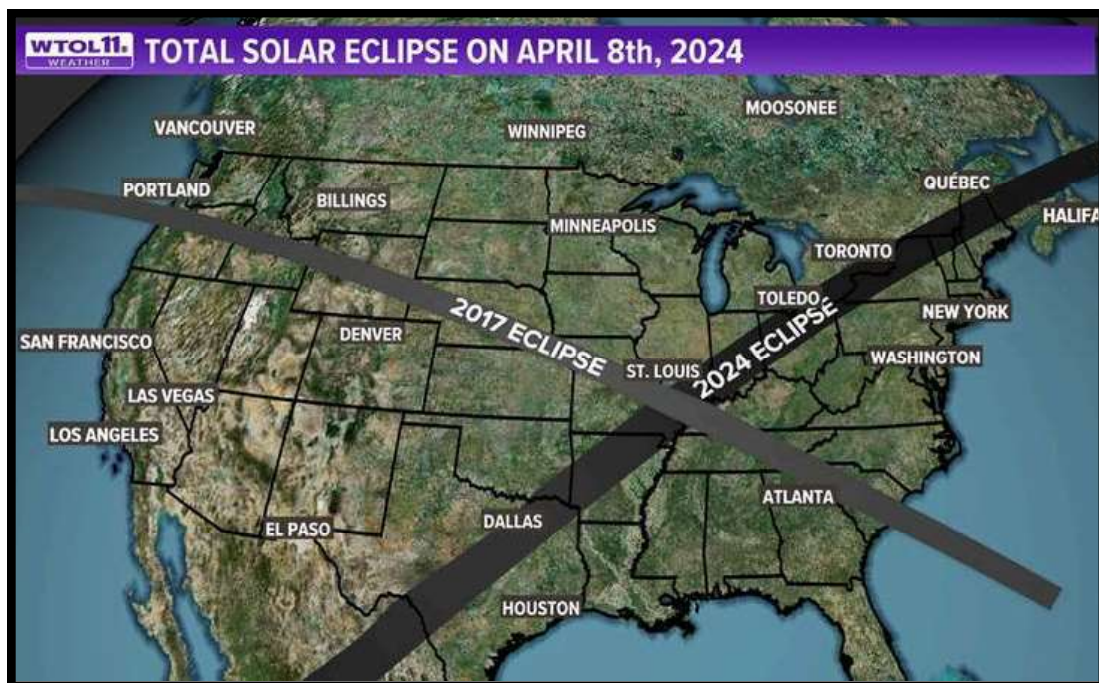 WTOL11
WEATHER
TOTAL SOLAR ECLIPSE ON APRIL 8th, 2024
MOOSONEE
VANCOUVER
WINNIPEG
PORTLAND
BILLINGS
QUÉBEC
MINNEAPOLIS
HALIFA
TORONTO
TOLEDO
2017 ECLIPSE
2024 ECLIPSE
NEW YORK
SAN FRANCISCO
DENVER
ST. LOUIS
WASHINGTON
LAS VEGAS
LOS ANGELES
ATLANTA
EL PASO
DALLAS
HOUSTON